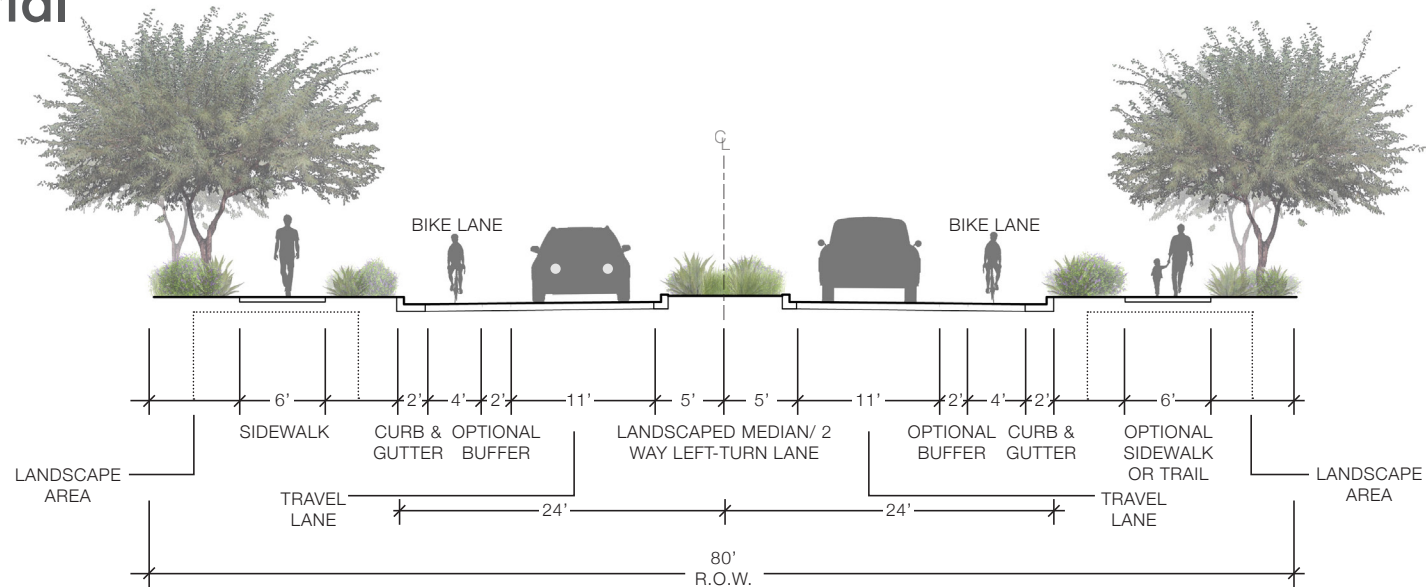 CL
BIKE LANE
BIKE LANE
6' 2' 4' 2' 11' 5' 5' 11' 2' 4' 2' 6'
SIDEWALK
CURB &
GUTTER
OPTIONAL
BUFFER
LANDSCAPED MEDIAN/ 2
WAY LEFT-TURN LANE
OPTIONAL
BUFFER
CURB &
GUTTER
OPTIONAL
SIDEWALK
OR TRAIL
LANDSCAPE
AREA
LANDSCAPE
AREA
TRAVEL
LANE
24'
24'
TRAVEL
LANE
80'
R.O.W.